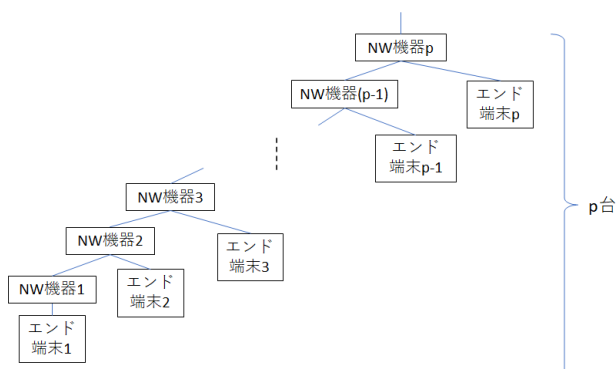 NW機器p
NW機器(p-1)
エンド
端末p
エンド
端末p-1
NW機器3
p台
NW機器2
エンド
端末3
NW機器1
エンド
端末2
エンド
端末1